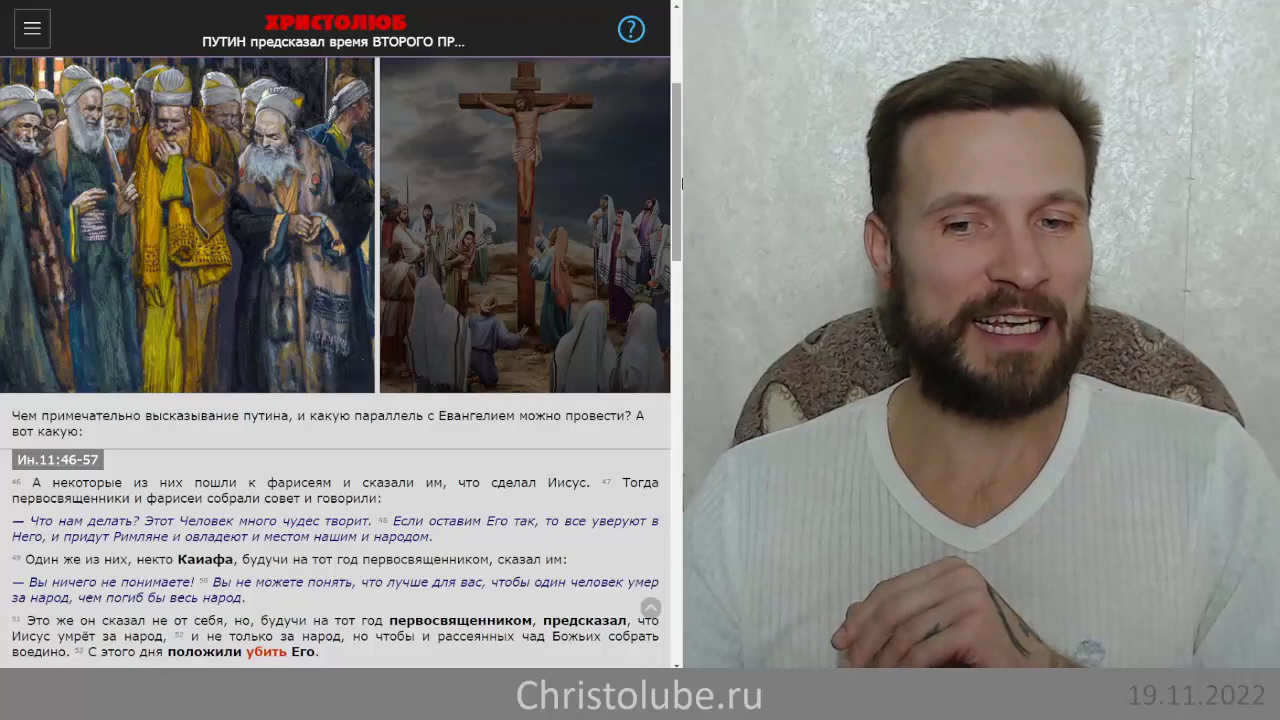 ХРИСТОЛЮБ
ПУТИН предсказал время ВТОРОГО ПР...
?
Чем примечательно высказывание путина, и какую параллель с Евангелием можно провести? А
вот какую:
Ин.11:46-57
46 А некоторые из них пошли к фарисеям и сказали им, что сделал Иисус. 47 Тогда
первосвященники и фарисеи собрали совет и говорили:
— Что нам делать? Этот Человек много чудес творит. 48 Если оставим Его так, то все уверуют в
Него, и придут Римляне и овладеют и местом нашим и народом.
49 Один же из них, некто Каиафа, будучи на тот год первосвященником, сказал им:
— Вы ничего не понимаете! 50 Вы не можете понять, что лучше для вас, чтобы один человек умер
за народ, чем погиб бы весь народ.
51 Это же он сказал не от себя, но, будучи на тот год первосвященником, предсказал, что
Иисус умрёт за народ, 52 и не только за народ, но чтобы и рассеянных чад Божьих собрать
воедино. 53 С этого дня положили убить Его.
Christolube.ru
19.11.2022